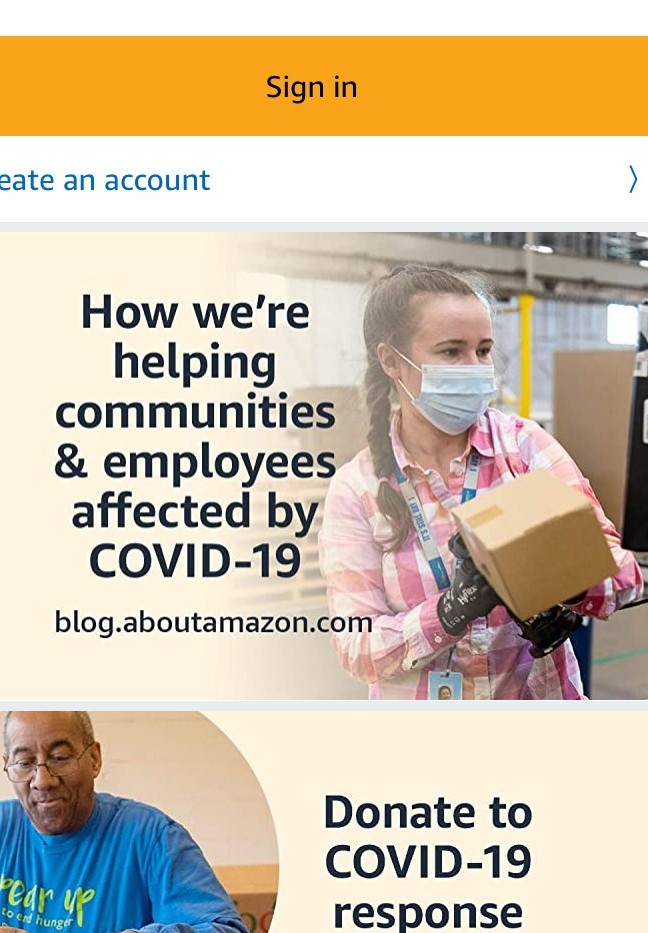 Sign in
eate an account
How we're
helping
communities
& employees
affected by
COVID-19
blog.aboutamazon.com
pear up
to end hunger
Donate to
COVID-19
response